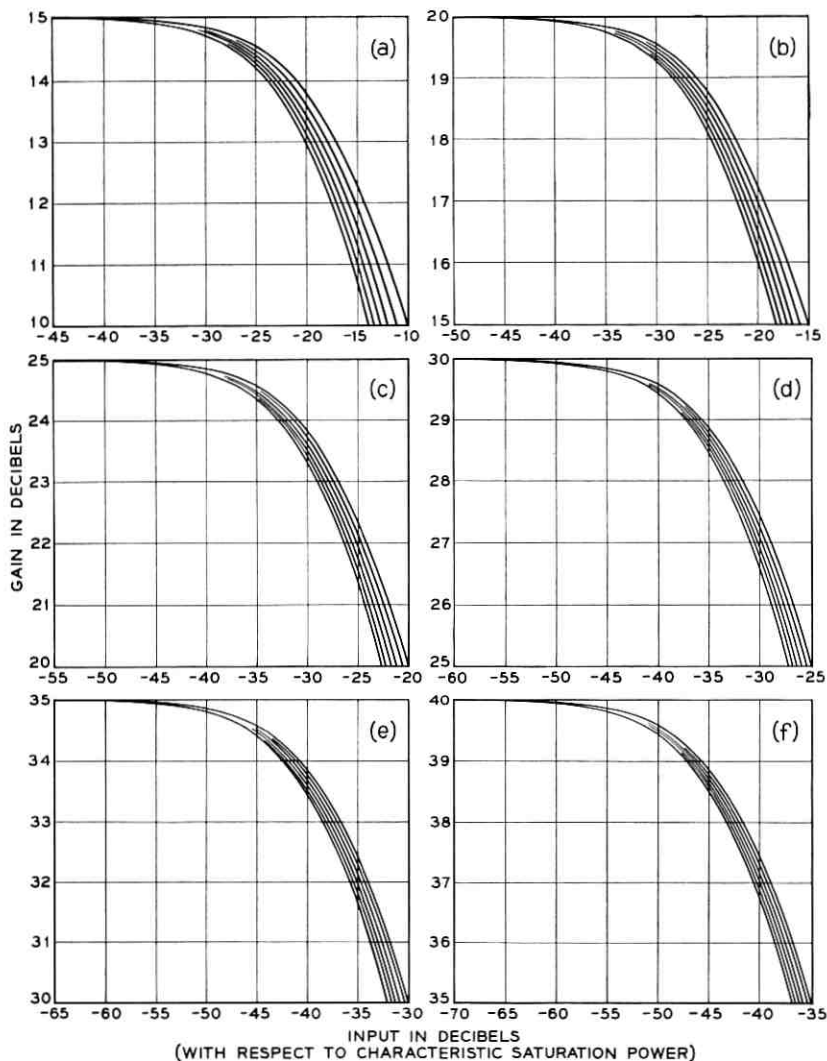 15
14
13
12
11
10
(a)
-45 -40 -35 -30 -25 -20 -15 -10
20
19
18
17
16
15
(b)
-50 -45 -40 -35 -30 -25 -20 -15
25
24
23
22
21
20
(c)
-55 -50 -45 -40 -35 -30 -25 -20
30
29
28
27
26
25
(d)
-60 -55 -50 -45 -40 -35 -30 -25
35
34
33
32
31
30
(e)
-65 -60 -55 -50 -45 -40 -35 -30
40
39
38
37
36
35
(f)
-70 -65 -60 -55 -50 -45 -40 -35
GAIN IN DECIBELS
INPUT IN DECIBELS
(WITH RESPECT TO CHARACTERISTIC SATURATION POWER)